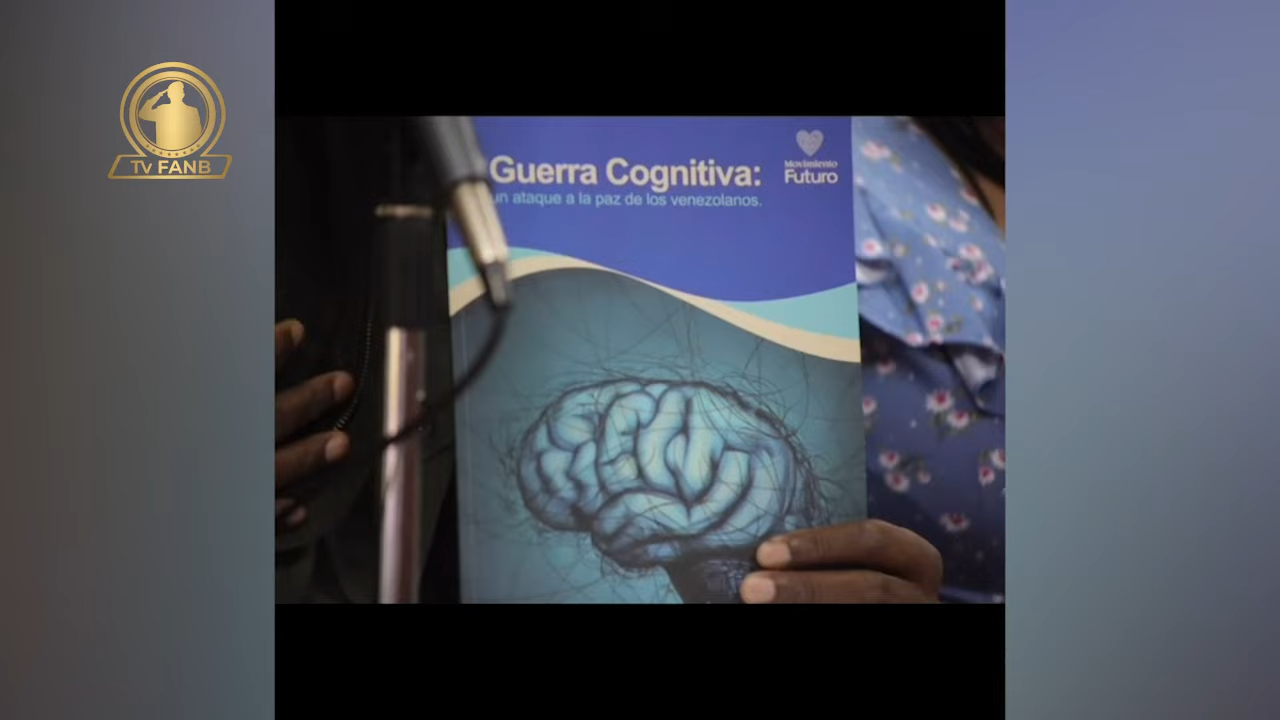 Tv FANB
Guerra Cognitiva:
un ataque a la paz de los venezolanos.
Movimiento
Futuro